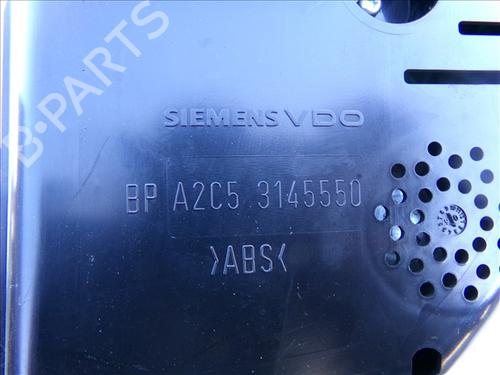 B-PARTS
SIEMENS VDO
BP A2C5 3145550
>ABS<